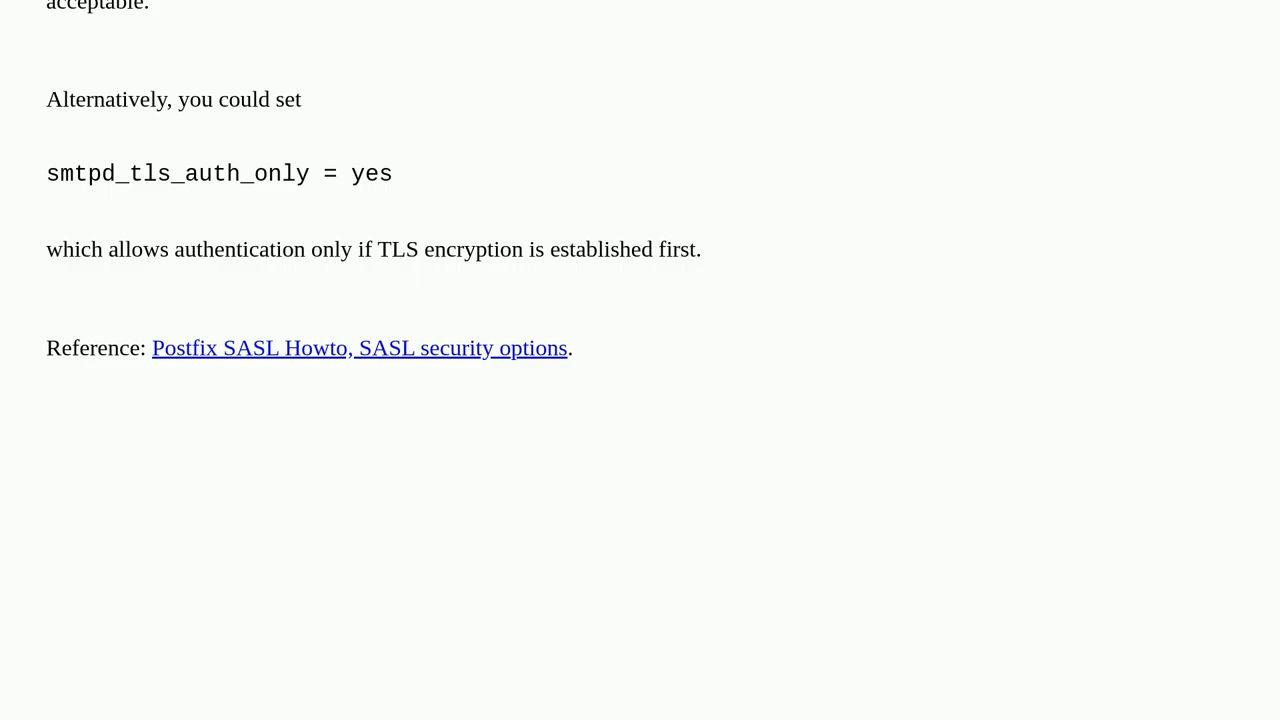 acceptable.
Alternatively, you could set
smtpd_tls_auth_only = yes
which allows authentication only if TLS encryption is established first.
Reference: Postfix SASL Howto, SASL security options.